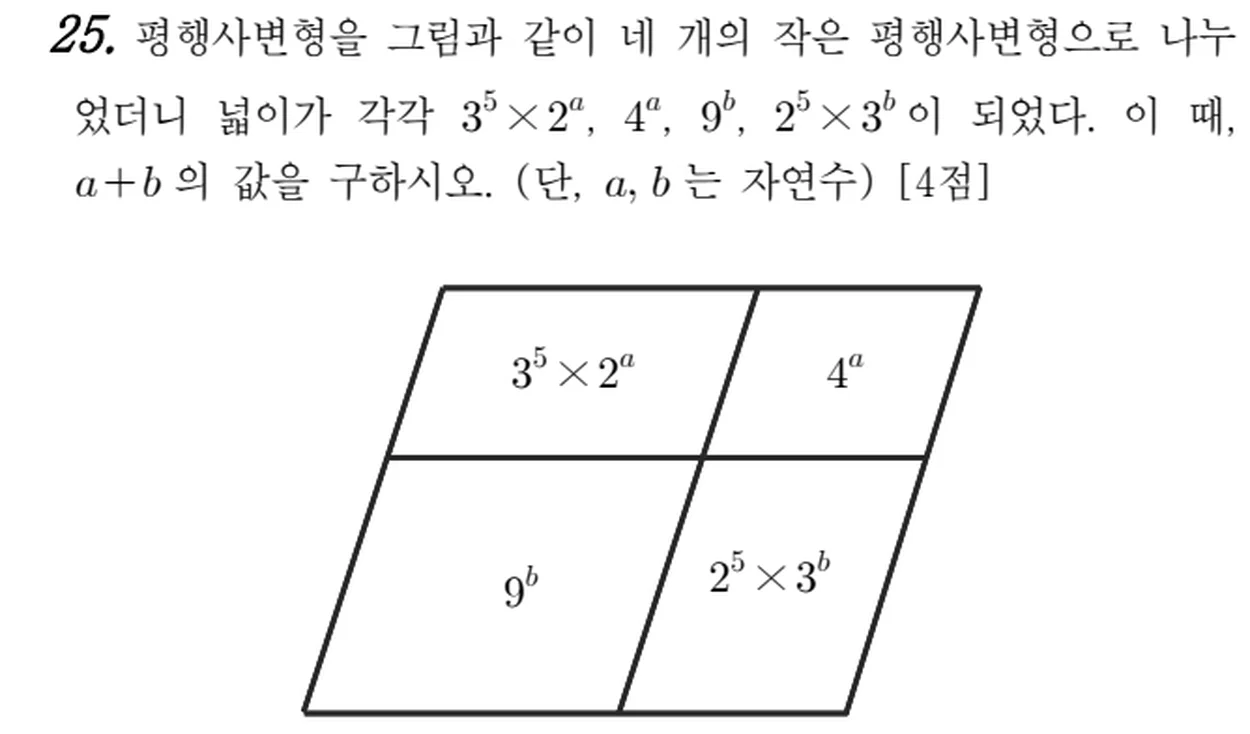 25. 평행사변형을 그림과 같이 네 개의 작은 평행사변형으로 나누
었더니 넓이가 각각 3⁵×2ᵃ, 4ᵃ, 9ᵇ, 2⁵×3ᵇ이 되었다. 이 때,
a+b의 값을 구하시오. (단, a, b는 자연수) [4점]
3⁵×2ᵃ 4ᵃ
9ᵇ 2⁵×3ᵇ